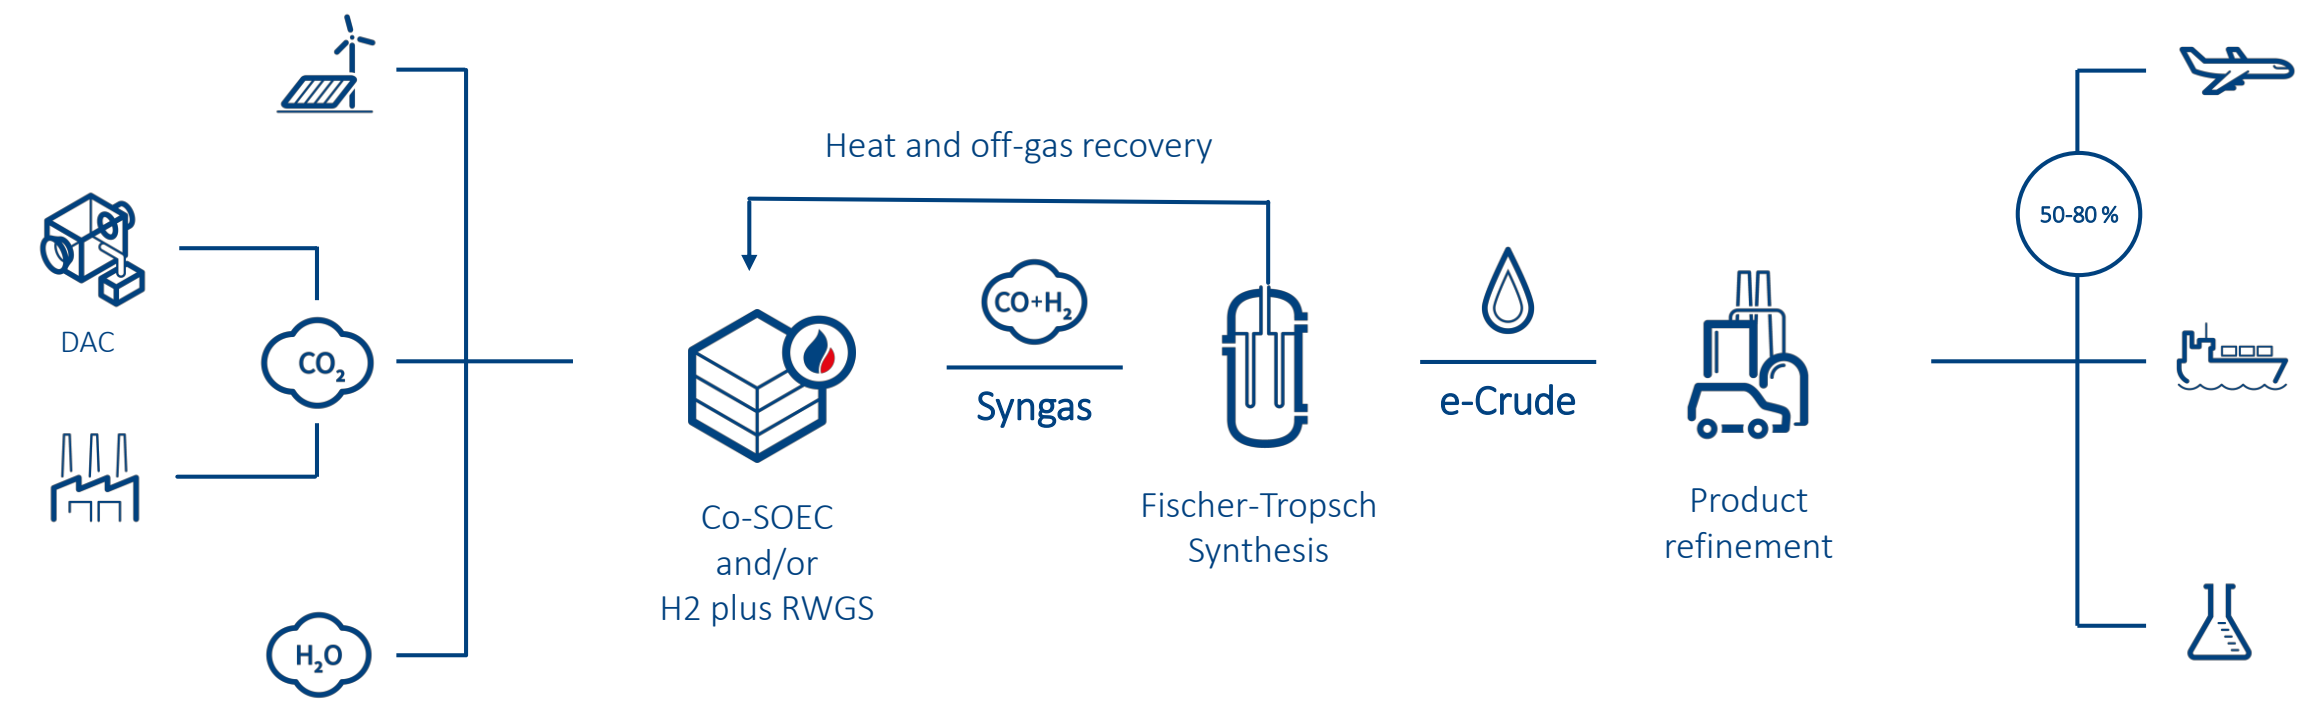 Heat and off-gas recovery
50-80 %
DAC
CO₂
CO+H₂
Syngas
e-Crude
Co-SOEC
and/or
H2 plus RWGS
Fischer-Tropsch
Synthesis
Product
refinement
H₂O